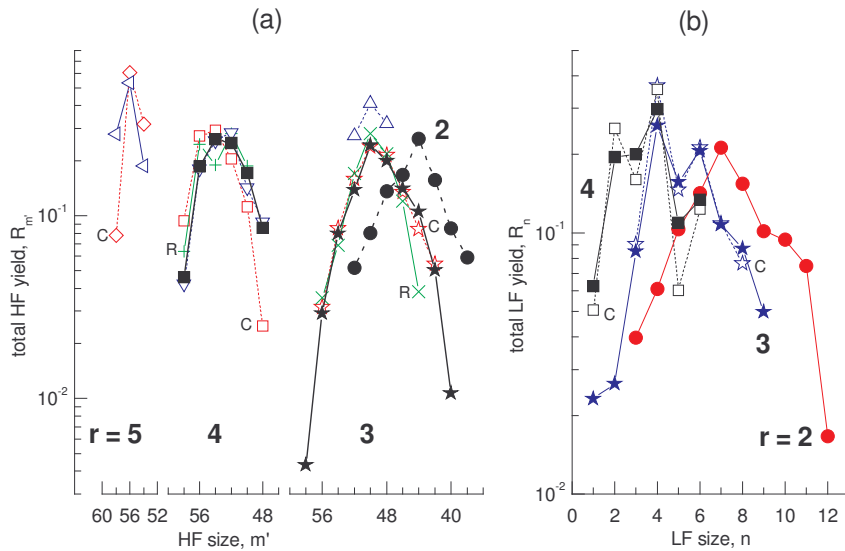 (a)
(b)
total HF yield, R_m'
10^-1
10^-2
C
R
C
2
C
R
r = 5
4
3
60
56
52
56
48
56
48
40
HF size, m'
total LF yield, R_n
10^-1
10^-2
4
C
C
3
r = 2
0
2
4
6
8
10
12
LF size, n